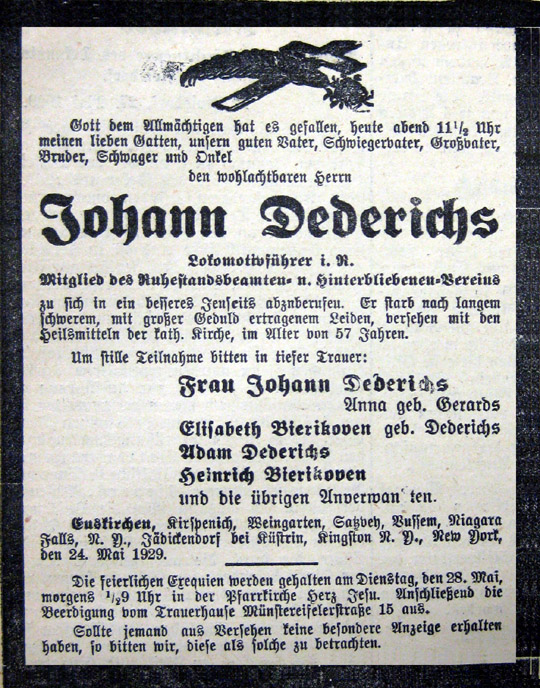 Gott dem Allmächtigen hat es gefallen, heute abend 11½ Uhr
meinen lieben Gatten, unsern guten Vater, Schwiegervater, Großvater,
Bruder, Schwager und Onkel
den wohlachtbaren Herrn
Johann Dederichs
Lokomotivführer i. R.
Mitglied des Ruhestandsbeamten- n. Hinterbliebenen-Vereins
zu sich in ein besseres Jenseits abznberufen. Er starb nach langem
schwerem, mit großer Geduld ertragenem Leiden, versehen mit den
Heilsmitteln der kath. Kirche, im Alter von 57 Jahren.
Um stille Teilnahme bitten in tiefer Trauer:
Frau Johann Dederichs
Anna geb. Gerards
Elisabeth Bierikoven geb. Dederichs
Adam Dederichs
Heinrich Bierikoven
und die übrigen Anverwan ten.
Euskirchen, Kirspenich, Weingarten, Satzvey, Vussem, Niagara
Falls, N. Y., Jädickendorf bei Küstrin, Kingston N. Y., New York,
den 24. Mai 1929.
Die feierlichen Exequien werden gehalten am Dienstag, den 28. Mai,
morgens ½9 Uhr in der Pfarrkirche Herz Jesu. Anschließend die
Beerdigung vom Trauerhause Münstereifelerstraße 15 aus.
Sollte jemand aus Versehen keine besondere Anzeige erhalten
haben, so bitten wir, diese als solche zu betrachten.